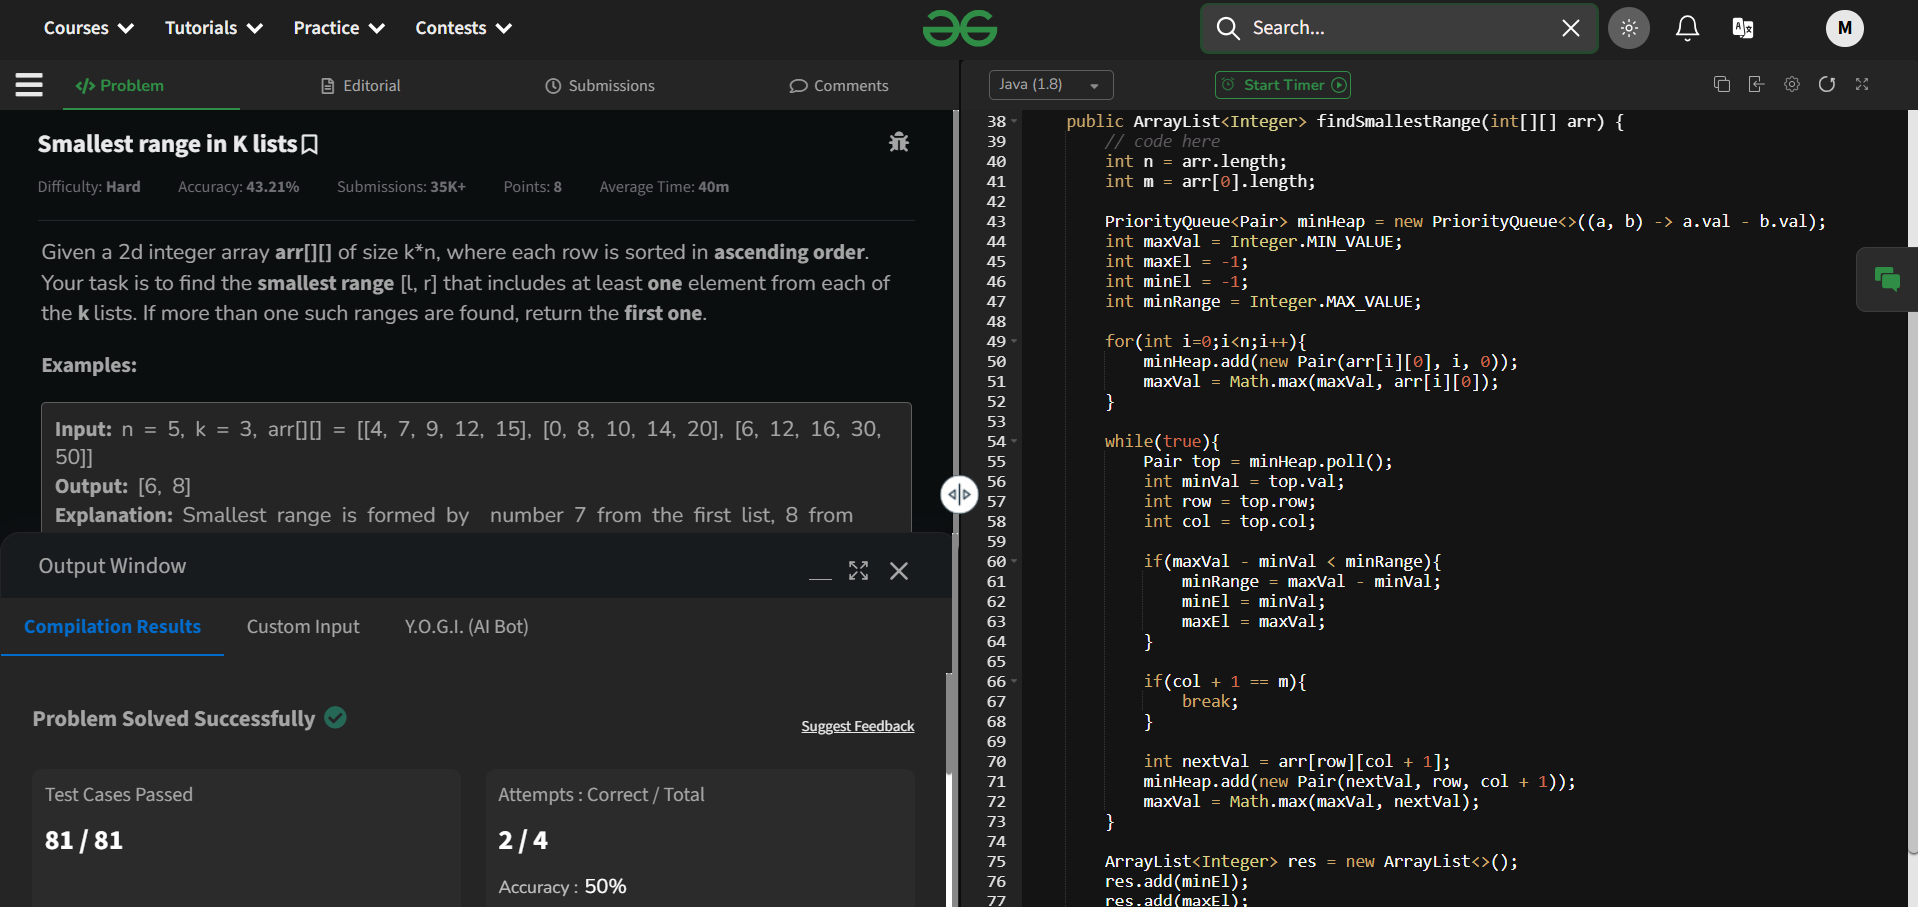 Courses Tutorials Practice Contests Search... M
Problem Editorial Submissions Comments
Smallest range in K lists
Difficulty: Hard Accuracy: 43.21% Submissions: 35K+ Points: 8 Average Time: 40m
Given a 2d integer array arr[][] of size k*n, where each row is sorted in ascending order.
Your task is to find the smallest range [l, r] that includes at least one element from each of
the k lists. If more than one such ranges are found, return the first one.
Examples:
Input: n = 5, k = 3, arr[][] = [[4, 7, 9, 12, 15], [0, 8, 10, 14, 20], [6, 12, 16, 30,
50]]
Output: [6, 8]
Explanation: Smallest range is formed by number 7 from the first list, 8 from
Output Window
Compilation Results Custom Input Y.O.G.I. (AI Bot)
Problem Solved Successfully
Suggest Feedback
Test Cases Passed
81 / 81
Attempts : Correct / Total
2 / 4
Accuracy : 50%
Java (1.8) Start Timer
38 public ArrayList<Integer> findSmallestRange(int[][] arr) {
39 // code here
40 int n = arr.length;
41 int m = arr[0].length;
42
43 PriorityQueue<Pair> minHeap = new PriorityQueue<>((a, b) -> a.val - b.val);
44 int maxVal = Integer.MIN_VALUE;
45 int maxEl = -1;
46 int minEl = -1;
47 int minRange = Integer.MAX_VALUE;
48
49 for(int i=0;i<n;i++){
50 minHeap.add(new Pair(arr[i][0], i, 0));
51 maxVal = Math.max(maxVal, arr[i][0]);
52 }
53
54 while(true){
55 Pair top = minHeap.poll();
56 int minVal = top.val;
57 int row = top.row;
58 int col = top.col;
59
60 if(maxVal - minVal < minRange){
61 minRange = maxVal - minVal;
62 minEl = minVal;
63 maxEl = maxVal;
64 }
65
66 if(col + 1 == m){
67 break;
68 }
69
70 int nextVal = arr[row][col + 1];
71 minHeap.add(new Pair(nextVal, row, col + 1));
72 maxVal = Math.max(maxVal, nextVal);
73 }
74
75 ArrayList<Integer> res = new ArrayList<>();
76 res.add(minEl);
77 res.add(maxEl);